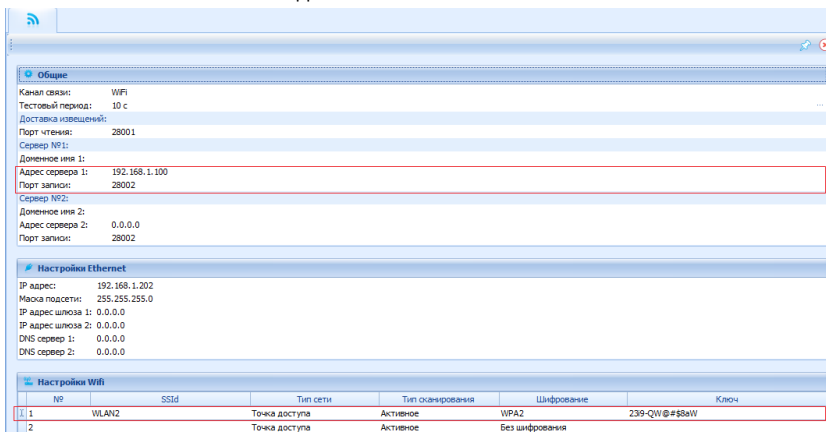 Общие
Канал связи: WiFi
Тестовый период: 10 с ...
Доставка извещений:
Порт чтения: 28001
Сервер №1:
Доменное имя 1:
Адрес сервера 1: 192.168.1.100
Порт записи: 28002
Сервер №2:
Доменное имя 2:
Адрес сервера 2: 0.0.0.0
Порт записи: 28002
Настройки Ethernet
IP адрес: 192.168.1.202
Маска подсети: 255.255.255.0
IP адрес шлюза 1: 0.0.0.0
IP адрес шлюза 2: 0.0.0.0
DNS сервер 1: 0.0.0.0
DNS сервер 2: 0.0.0.0
Настройки Wifi
№ SSId Тип сети Тип сканирования Шифрование Ключ
1 WLAN2 Точка доступа Активное WPA2 23i9-QW@#$8aW
2 Точка доступа Активное Без шифрования